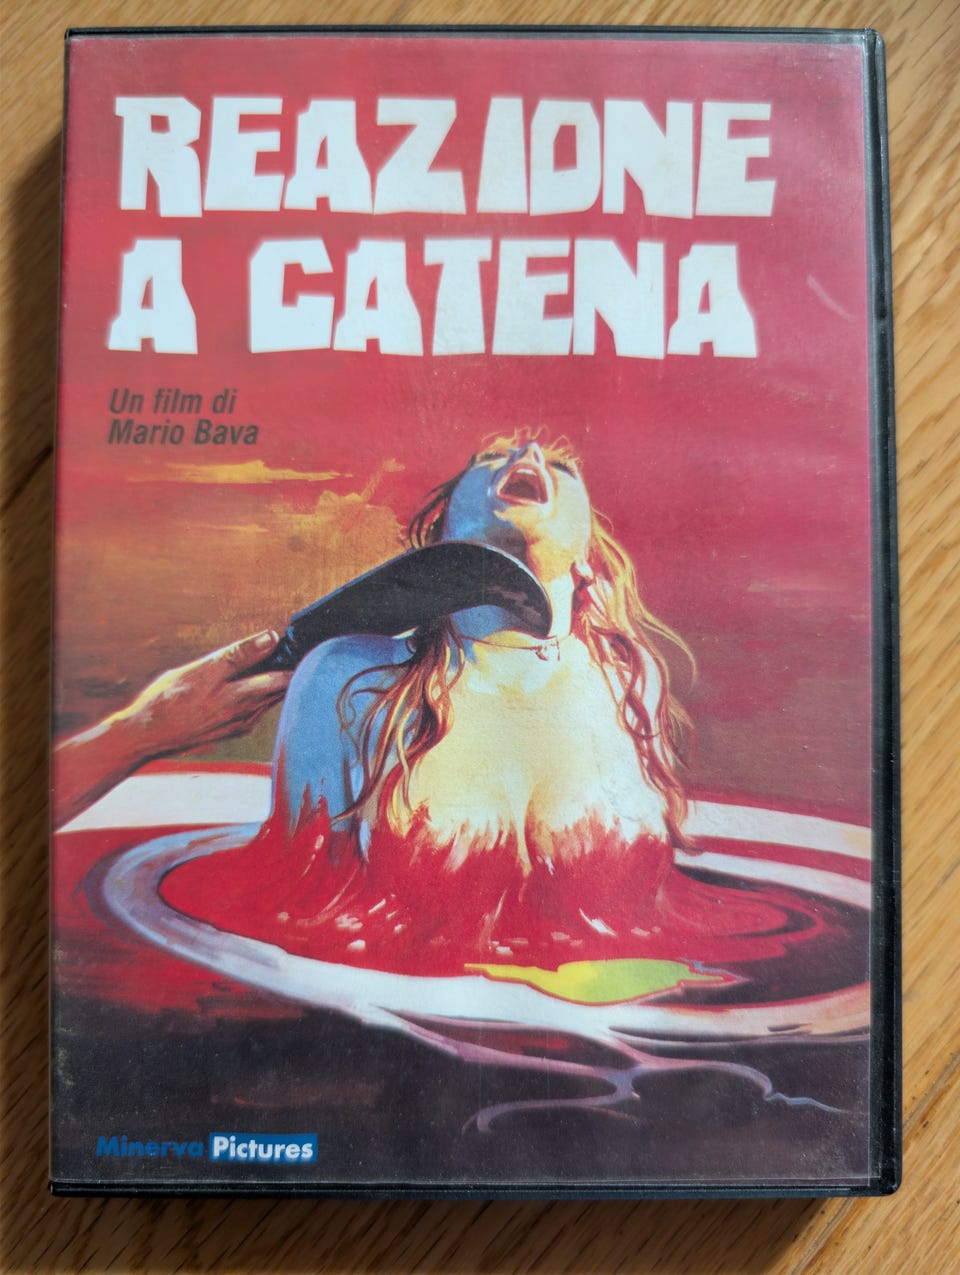 REAZIONE
A CATENA
Un film di
Mario Bava
Minerva Pictures